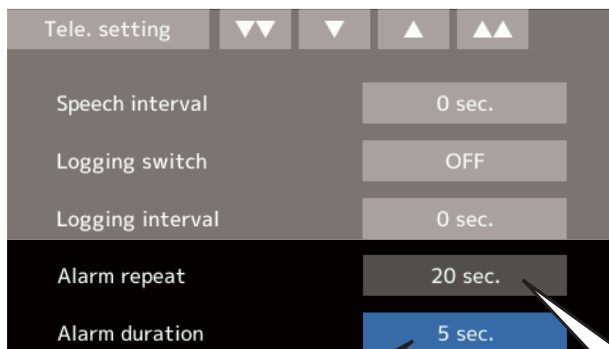 Tele. setting ▼▼ ▼ ▲ ▲▲
Speech interval 0 sec.
Logging switch OFF
Logging interval 0 sec.
Alarm repeat 20 sec.
Alarm duration 5 sec.